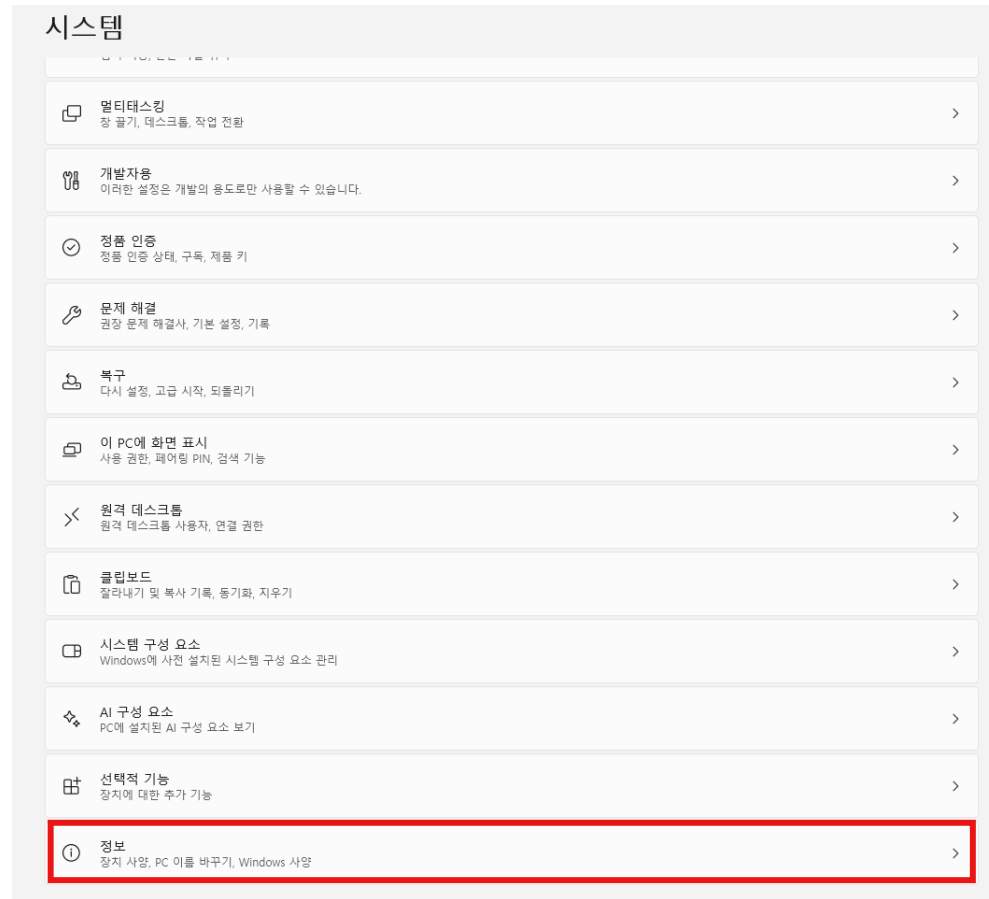 시스템
멀티태스킹
창 끌기, 데스크톱, 작업 전환
개발자용
이러한 설정은 개발의 용도로만 사용할 수 있습니다.
정품 인증
정품 인증 상태, 구독, 제품 키
문제 해결
권장 문제 해결사, 기본 설정, 기록
복구
다시 설정, 고급 시작, 되돌리기
이 PC에 화면 표시
사용 권한, 페어링 PIN, 검색 기능
원격 데스크톱
원격 데스크톱 사용자, 연결 권한
클립보드
잘라내기 및 복사 기록, 동기화, 지우기
시스템 구성 요소
Windows에 사전 설치된 시스템 구성 요소 관리
AI 구성 요소
PC에 설치된 AI 구성 요소 보기
선택적 기능
장치에 대한 추가 기능
정보
장치 사양, PC 이름 바꾸기, Windows 사양